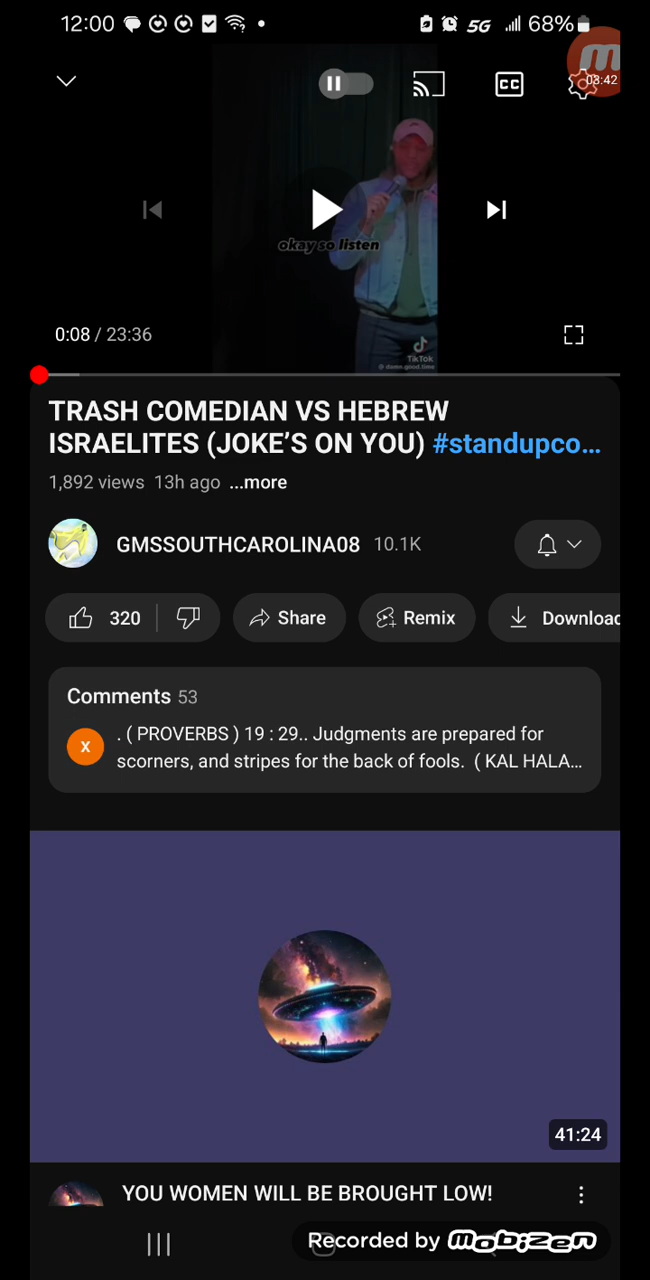 12:00
5G
68%
CC
03:42
okay so listen
0:08 / 23:36
TikTok
TRASH COMEDIAN VS HEBREW
ISRAELITES (JOKE’S ON YOU) #standupco...
1,892 views 13h ago ...more
GMSSOUTHCAROLINA08 10.1K
320 Share Remix Download
Comments 53
X
. ( PROVERBS ) 19 : 29.. Judgments are prepared for
scorners, and stripes for the back of fools. ( KAL HALA...
41:24
YOU WOMEN WILL BE BROUGHT LOW!
Recorded by mobizen